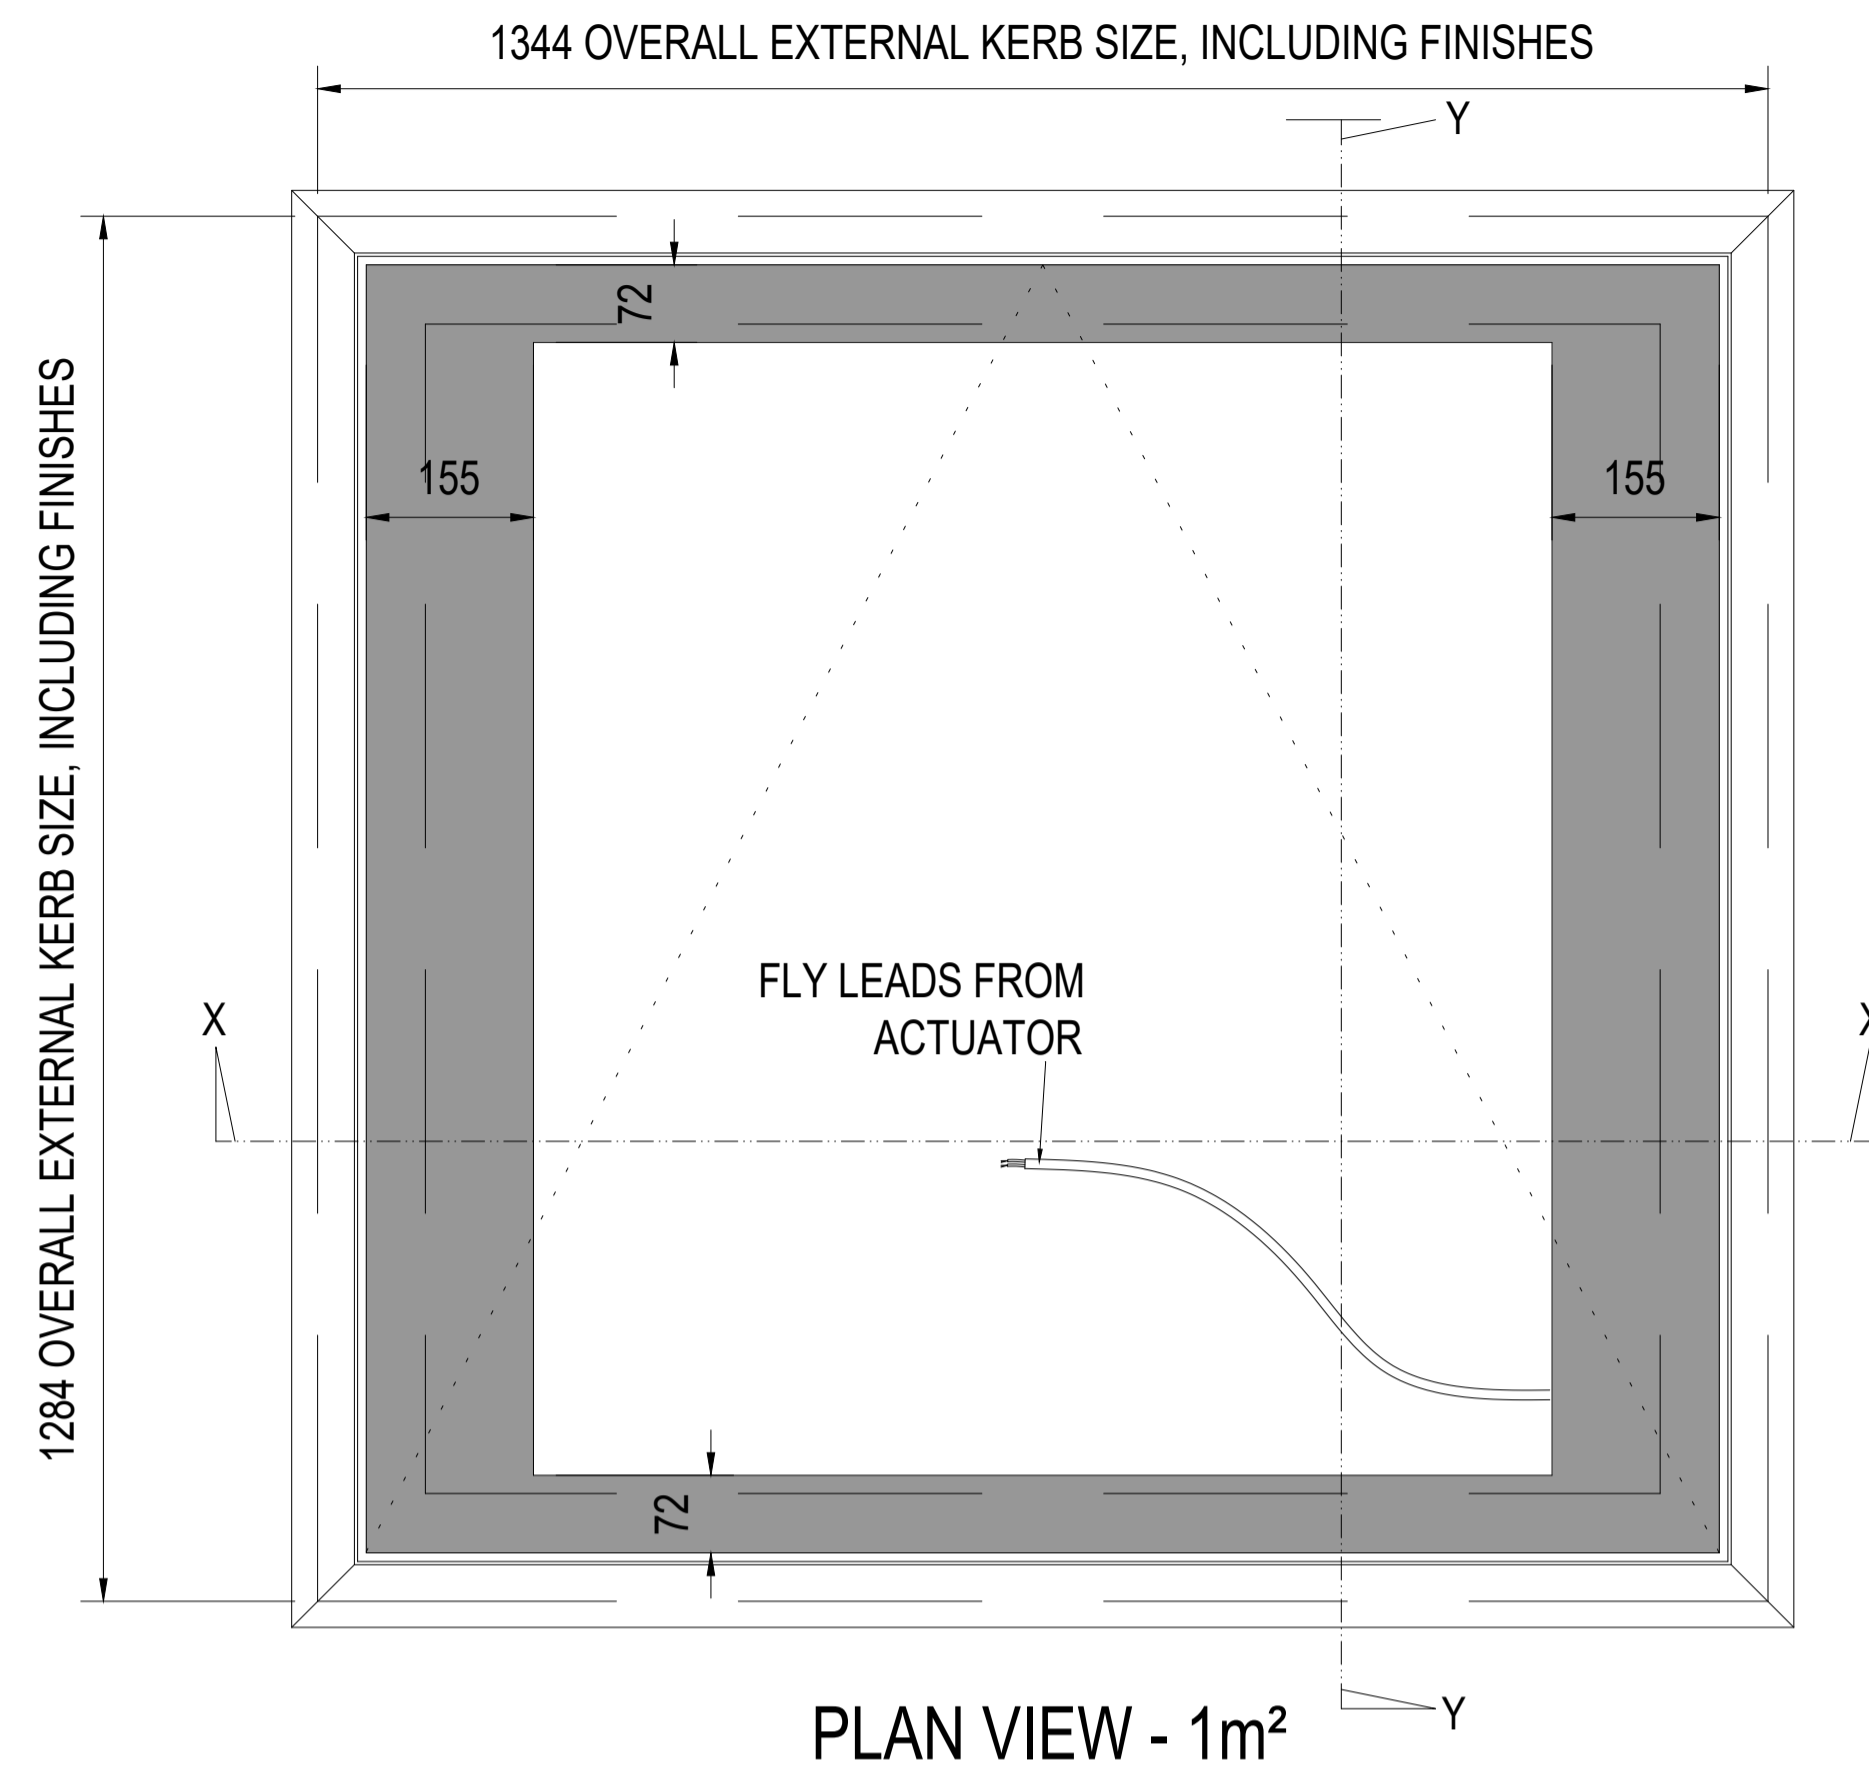 1344 OVERALL EXTERNAL KERB SIZE, INCLUDING FINISHES
Y
72
1284 OVERALL EXTERNAL KERB SIZE, INCLUDING FINISHES
155
155
FLY LEADS FROM
ACTUATOR
X
X
72
Y
PLAN VIEW - 1m²